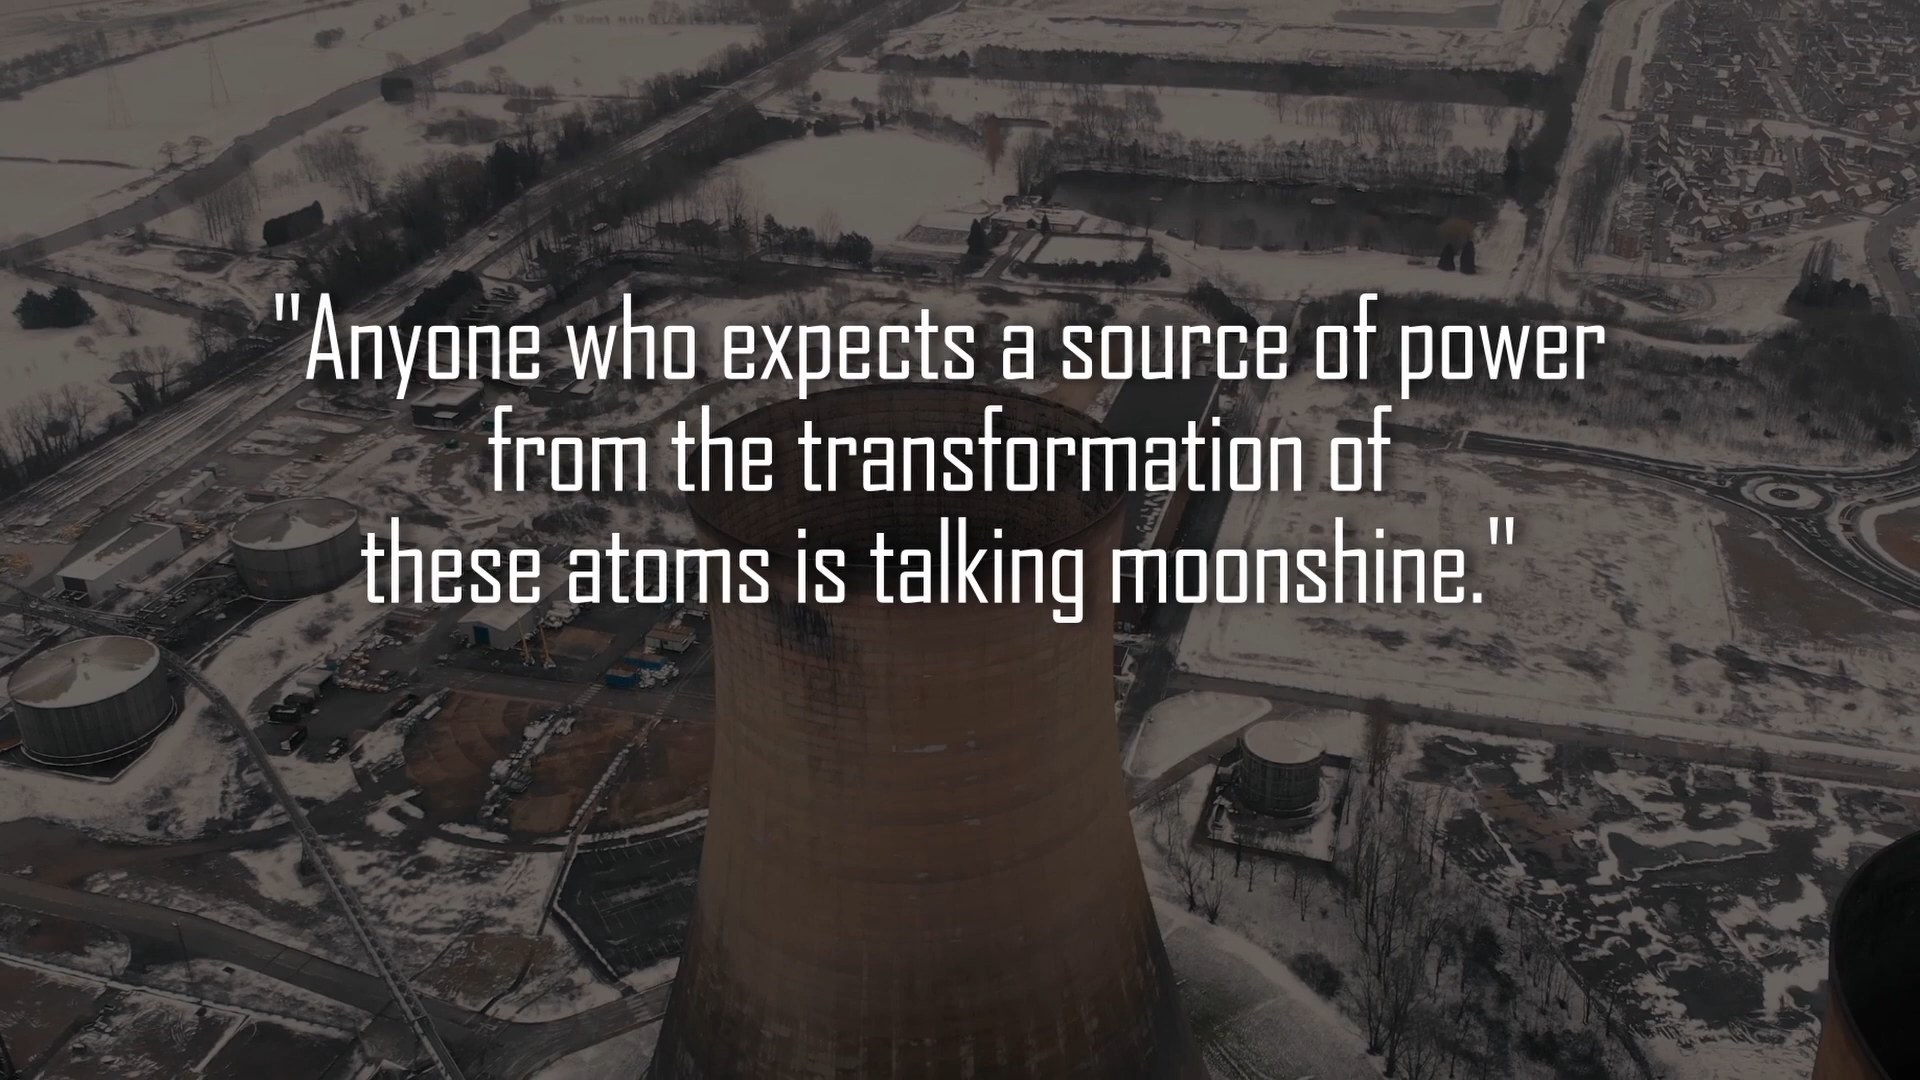 "Anyone who expects a source of power
from the transformation of
these atoms is talking moonshine."